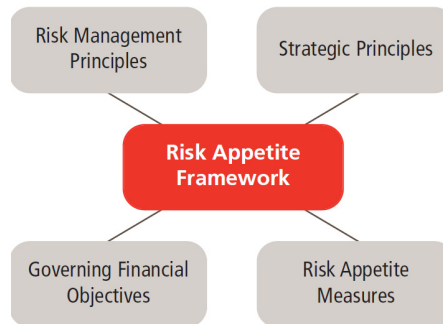 Risk Management
Principles
Strategic Principles
Risk Appetite
Framework
Governing Financial
Objectives
Risk Appetite
Measures